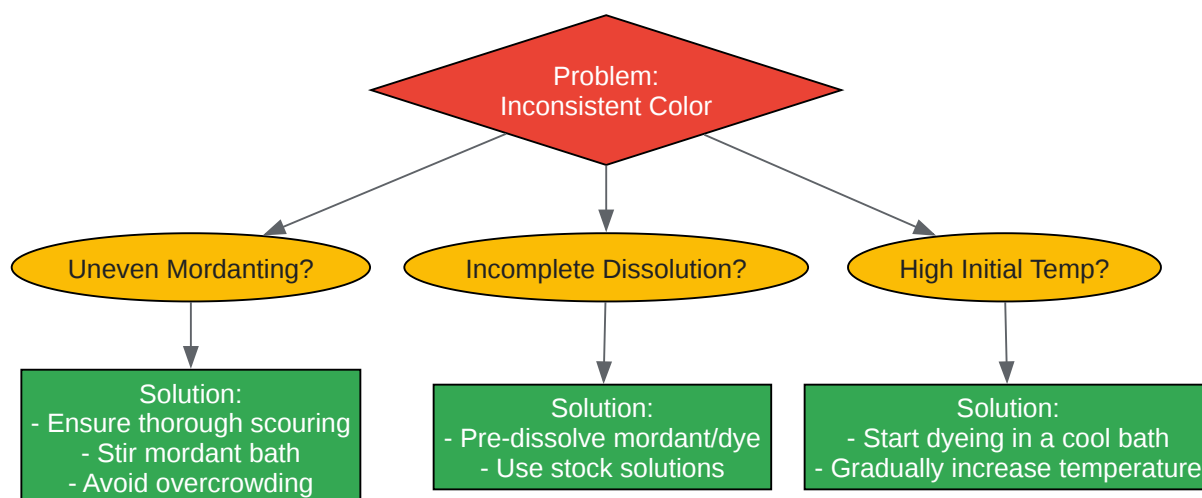 Problem:
Inconsistent Color
Uneven Mordanting?
Incomplete Dissolution?
High Initial Temp?
Solution:
- Ensure thorough scouring
- Stir mordant bath
- Avoid overcrowding
Solution:
- Pre-dissolve mordant/dye
- Use stock solutions
Solution:
- Start dyeing in a cool bath
- Gradually increase temperature